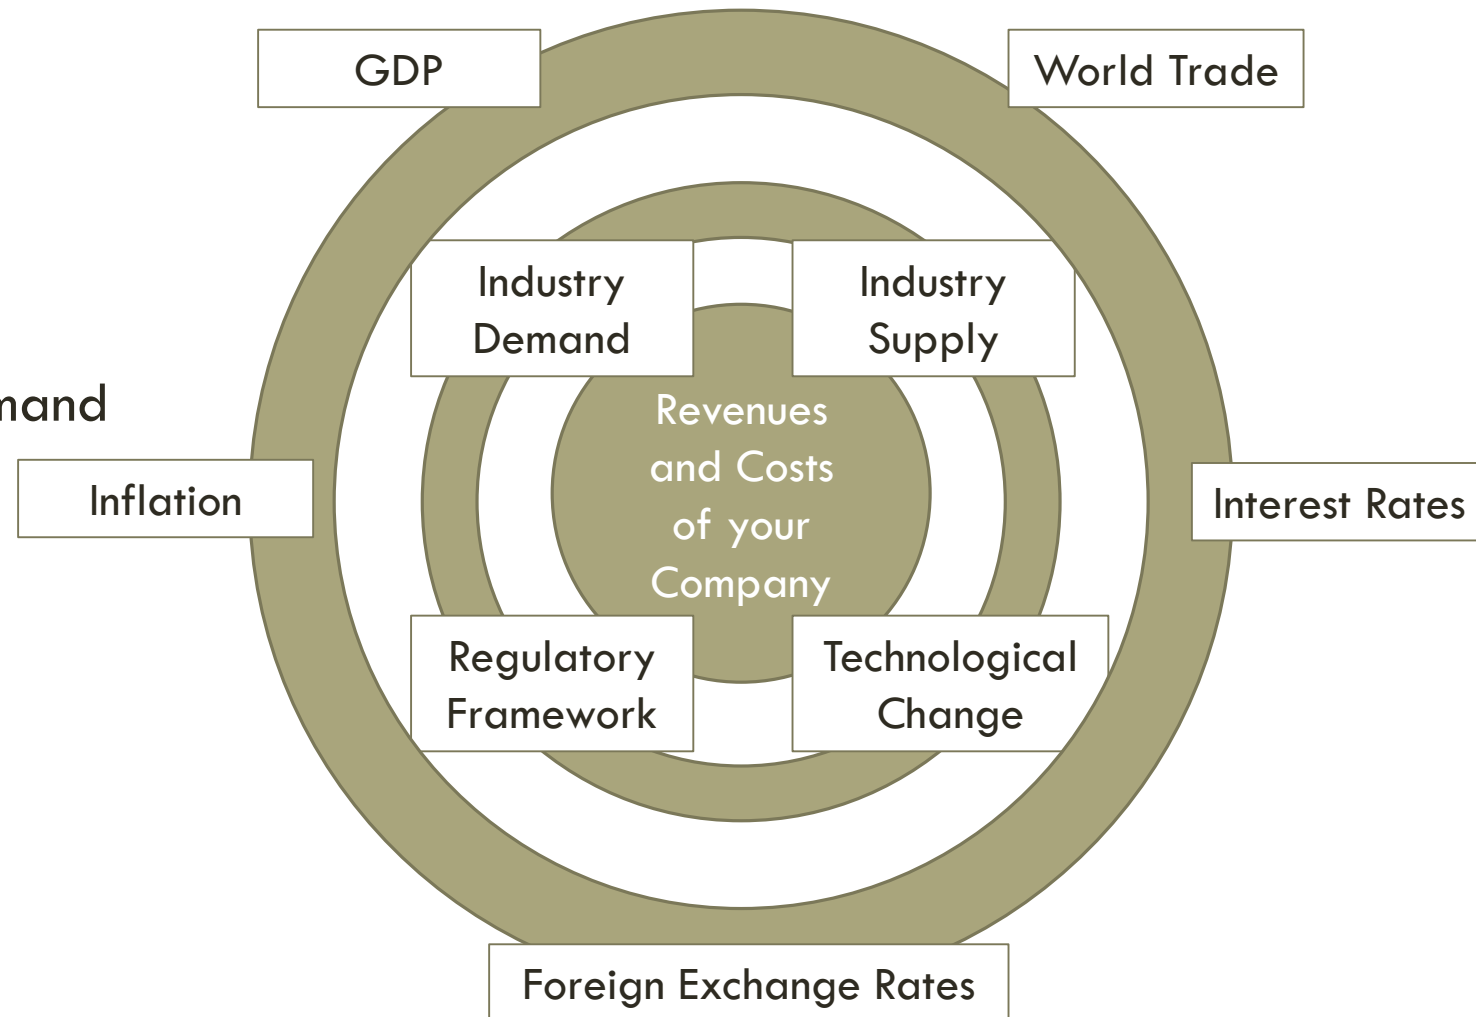 GDP
World Trade
Industry
Demand
Industry
Supply
Revenues
and Costs
of your
Company
Inflation
Interest Rates
Regulatory
Framework
Technological
Change
Foreign Exchange Rates